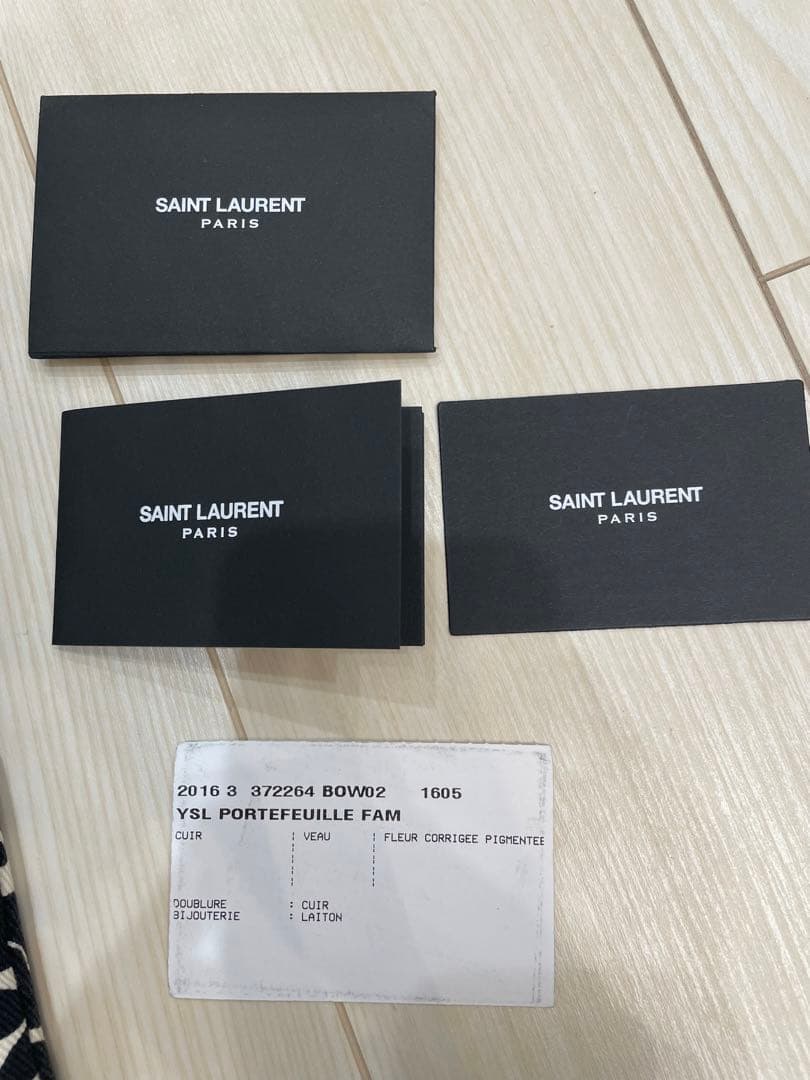 SAINT LAURENT
PARIS
SAINT LAURENT
PARIS
SAINT LAURENT
PARIS
2016 3 372264 BOW02 1605
YSL PORTEFEUILLE FAM
CUIR ¦ VEAU ¦ FLEUR CORRIGEE PIGMENTEE
DOUBLURE : CUIR
BIJOUTERIE : LAITON